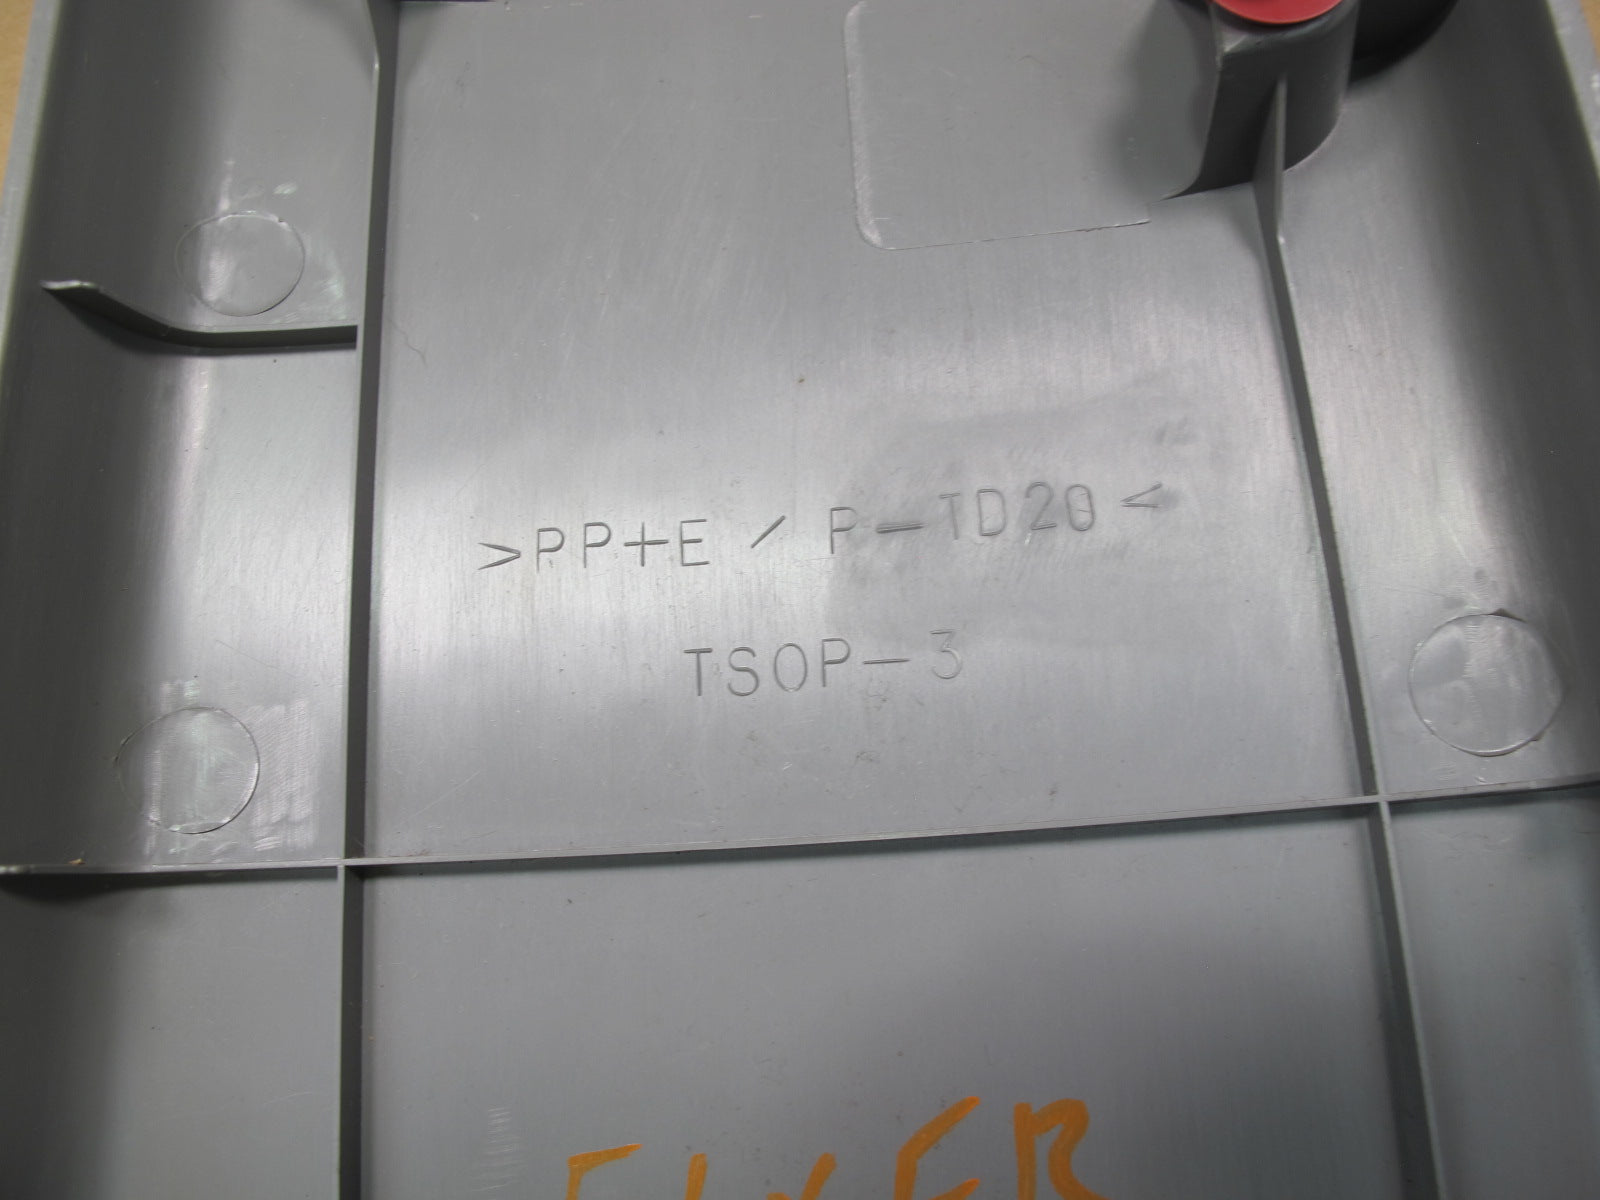 >PP+E / P-TD20<
TSOP-3